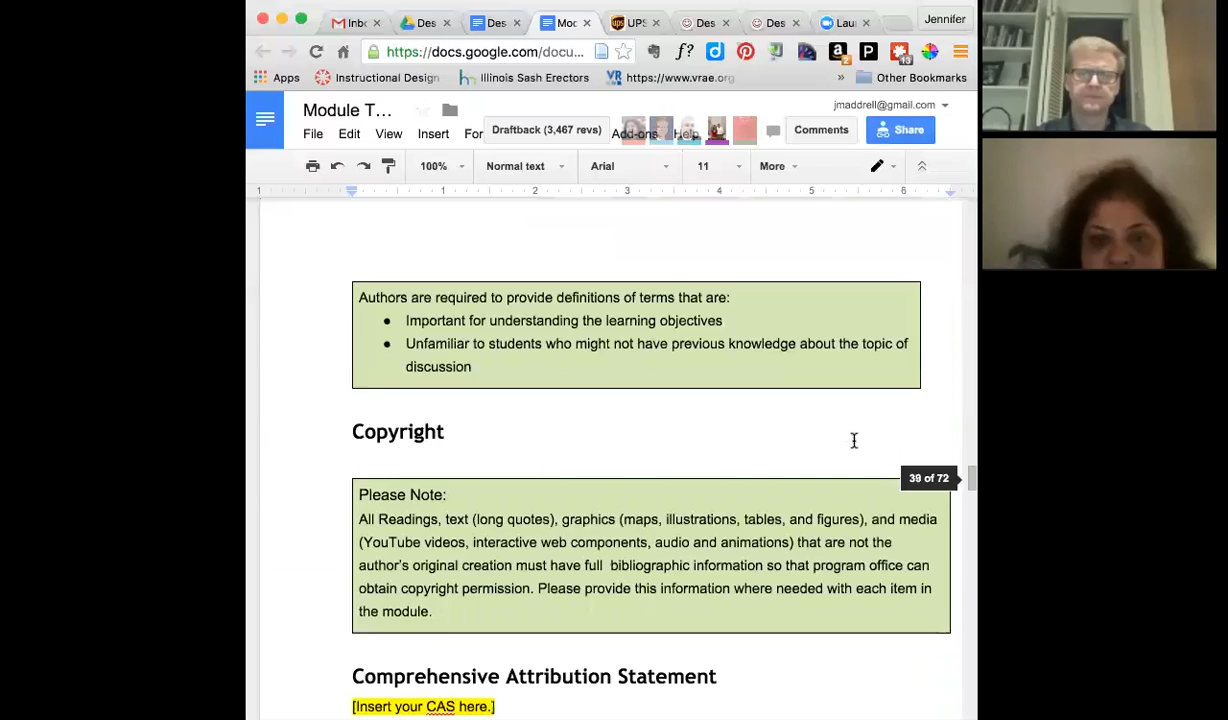 Inb
Des
Des
Moc
UPS
Des
Des
Lau
Jennifer
https://docs.google.com/docu...
Apps
Instructional Design
Illinois Sash Erectors
https://www.vrae.org
»
Other Bookmarks
Module T...
jmaddrell@gmail.com
File Edit View Insert For
Draftback (3,467 revs)
Add-ons Help
Comments
Share
100%
Normal text
Arial
11
More
1 1 2 3 4 5 6
Authors are required to provide definitions of terms that are:
● Important for understanding the learning objectives
● Unfamiliar to students who might not have previous knowledge about the topic of
discussion
Copyright
39 of 72
Please Note:
All Readings, text (long quotes), graphics (maps, illustrations, tables, and figures), and media
(YouTube videos, interactive web components, audio and animations) that are not the
author's original creation must have full bibliographic information so that program office can
obtain copyright permission. Please provide this information where needed with each item in
the module.
Comprehensive Attribution Statement
[Insert your CAS here.]